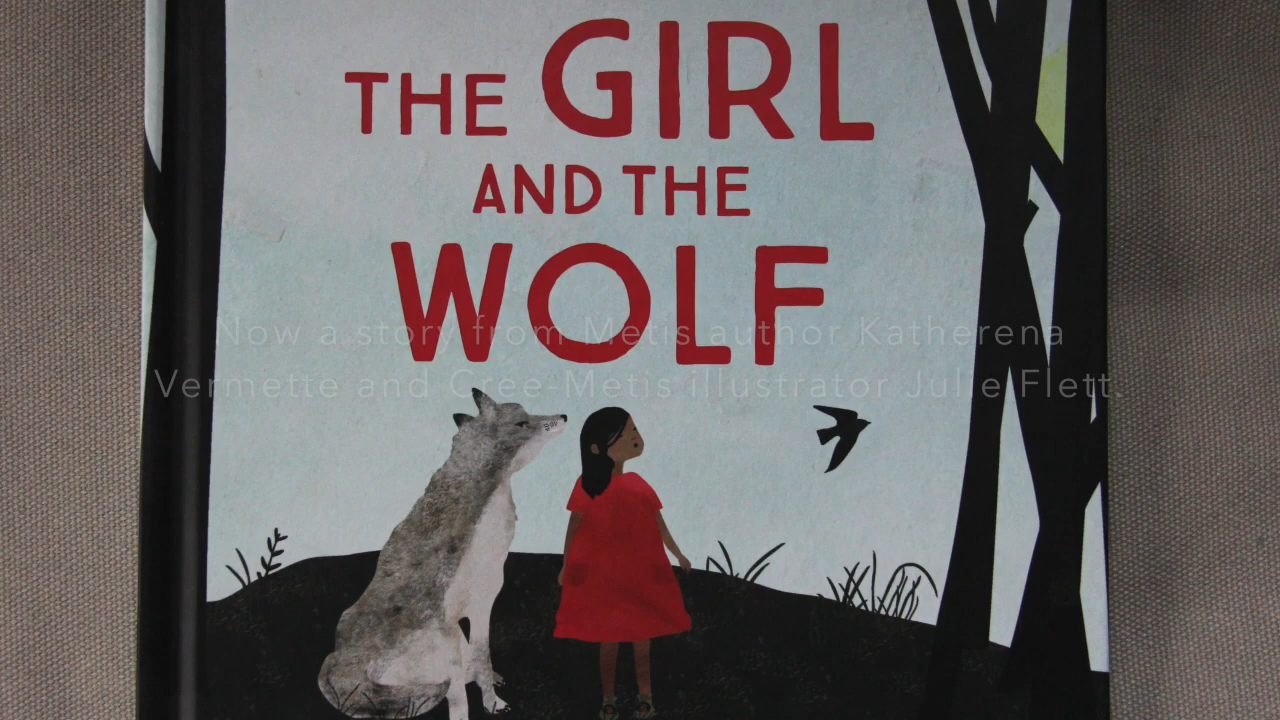 THE GIRL
AND THE
WOLF
Now a story from Metis author Katherena
Vermette and Cree-Metis illustrator Julie Flett.